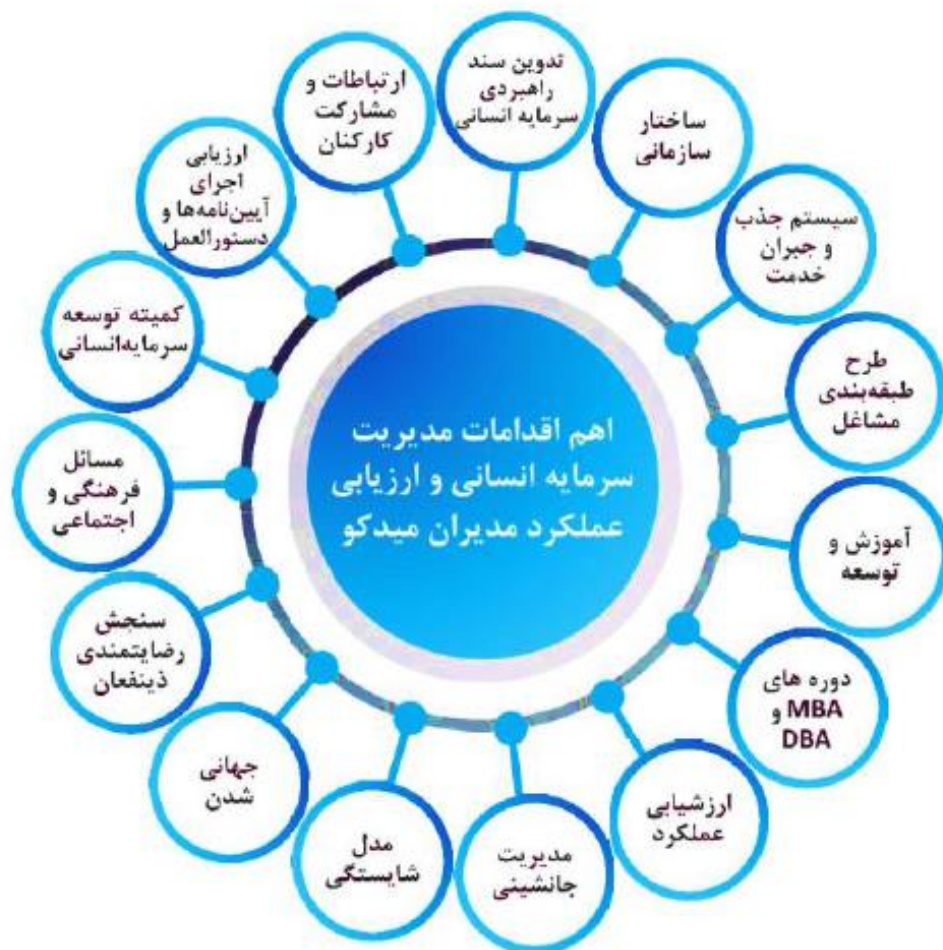 اهم اقدامات مدیریت
سرمایه انسانی و ارزیابی
عملکرد مدیران میدکو
تدوین سند
راهبردی
سرمایه انسانی
ساختار
سازمانی
سیستم جذب
و جبران
خدمت
طرح
طبقه‌بندی
مشاغل
آموزش و
توسعه
دوره های
MBA و
DBA
ارزشیابی
عملکرد
مدیریت
جانشینی
مدل
شایستگی
جهانی
شدن
سنجش
رضایتمندی
ذینفعان
مسائل
فرهنگی و
اجتماعی
کمیته توسعه
سرمایه‌انسانی
ارزیابی
اجرای
آیین‌نامه‌ها و
دستورالعمل
ارتباطات و
مشارکت
کارکنان